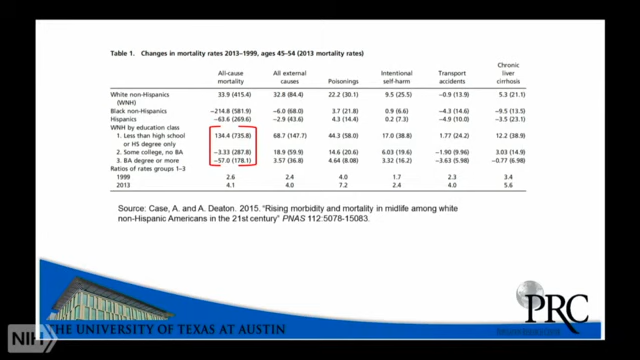 Table 1. Changes in mortality rates 2013–1999, ages 45–54 (2013 mortality rates)
All-cause mortality All external causes Poisonings Intentional self-harm Transport accidents Chronic liver cirrhosis
White non-Hispanics (WNH) 33.9 (415.4) 32.8 (84.4) 22.2 (30.1) 9.5 (25.5) −0.9 (13.9) 5.3 (21.1)
Black non-Hispanics −214.8 (581.9) −6.0 (68.0) 3.7 (21.8) 0.9 (6.6) −4.3 (14.6) −9.5 (13.5)
Hispanics −63.6 (269.6) −2.9 (43.6) 4.3 (14.4) 0.2 (7.3) −4.9 (10.1) −3.5 (23.1)
WNH by education class
1. Less than high school or HS degree only 134.4 (735.8) 68.7 (147.7) 44.3 (58.0) 17.0 (38.8) 1.77 (24.2) 12.2 (38.9)
2. Some college, no BA −3.33 (287.8) 18.9 (59.9) 14.6 (20.6) 6.03 (19.6) −1.90 (9.96) 3.03 (14.9)
3. BA degree or more −57.0 (178.1) 3.57 (36.8) 4.64 (8.08) 3.32 (16.2) −3.63 (5.98) −0.77 (6.98)
Ratios of rates groups 1–3
1999 2.6 2.4 4.0 1.7 2.3 3.4
2013 4.1 4.0 7.2 2.4 4.0 5.6
Source: Case, A. and A. Deaton. 2015. "Rising morbidity and mortality in midlife among white
non-Hispanic Americans in the 21st century" PNAS 112:5078-15083.
PRC
NIH
THE UNIVERSITY OF TEXAS AT AUSTIN